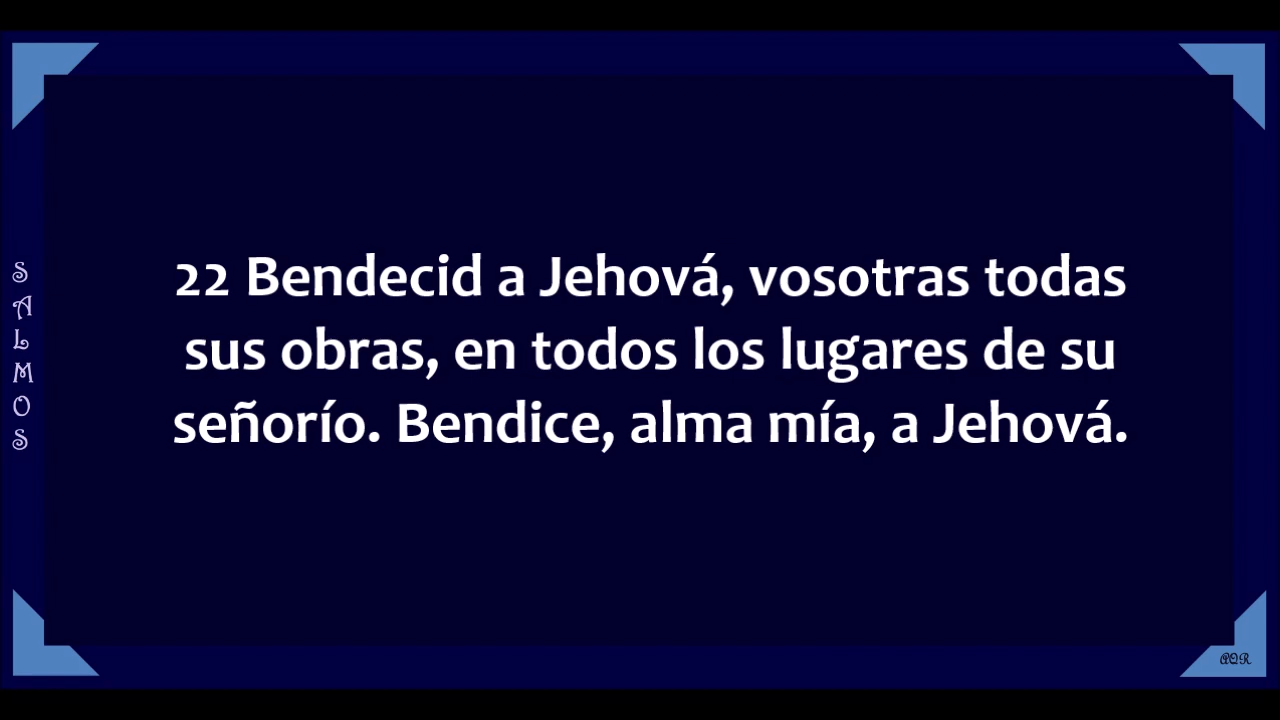 22 Bendecid a Jehová, vosotras todas
sus obras, en todos los lugares de su
señorío. Bendice, alma mía, a Jehová.
SALMOS